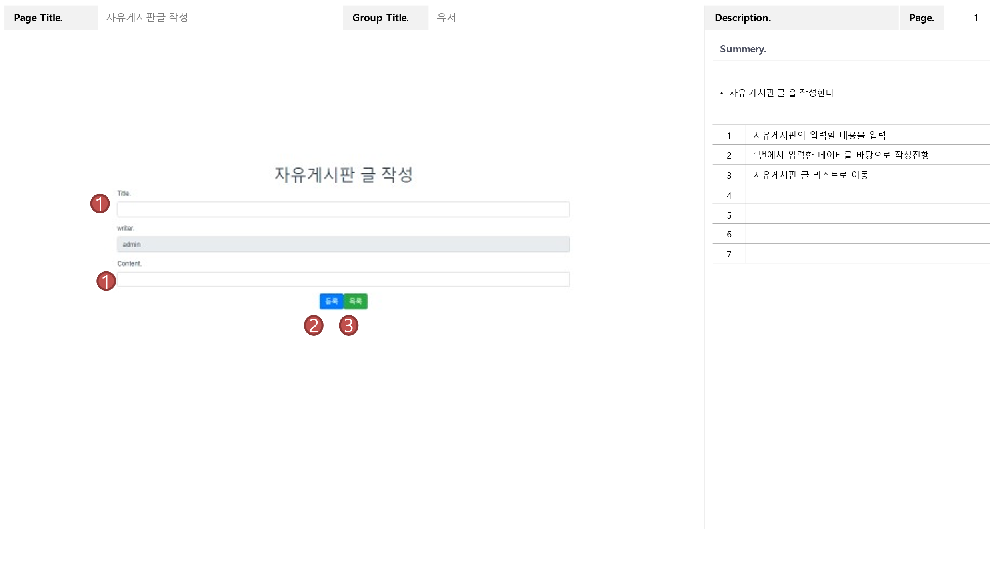 Page Title.
자유게시판글 작성
Group Title.
유저
Description.
Page.
1
Summery.
• 자유 게시판 글 을 작성한다.
1 자유게시판의 입력할 내용을 입력
2 1번에서 입력한 데이터를 바탕으로 작성진행
3 자유게시판 글 리스트로 이동
4
5
6
7
자유게시판 글 작성
Title.
1
writer.
admin
Content.
1
등록 목록
2 3